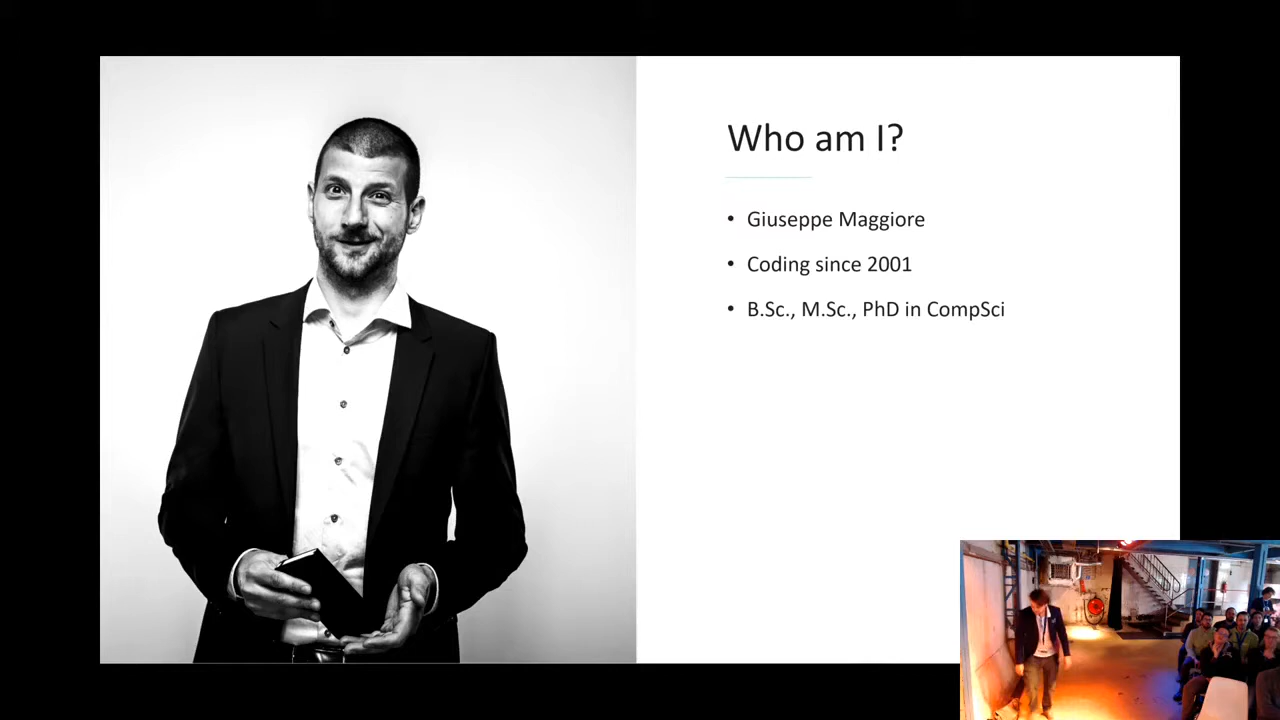 Who am I?
• Giuseppe Maggiore
• Coding since 2001
• B.Sc., M.Sc., PhD in CompSci